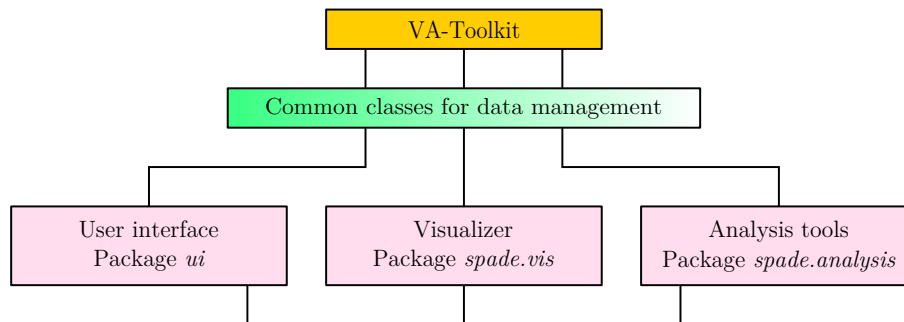 VA-Toolkit
Common classes for data management
User interface
Package ui
Visualizer
Package spade.vis
Analysis tools
Package spade.analysis